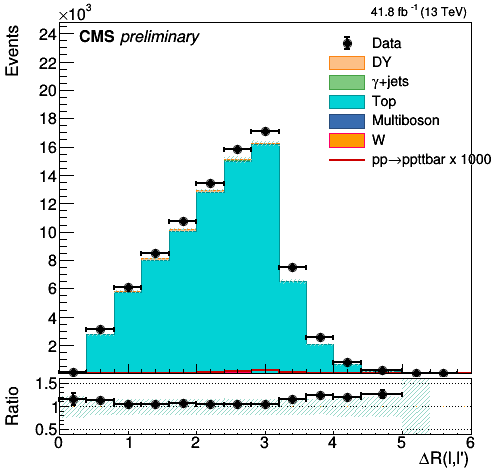 ×10³
41.8 fb⁻¹ (13 TeV)
CMS preliminary
Events
24
22
20
18
16
14
12
10
8
6
4
2
Data
DY
γ+jets
Top
Multiboson
W
pp→ppttbar x 1000
Ratio
1.5
1
0.5
0 1 2 3 4 5 6
ΔR(l,l')